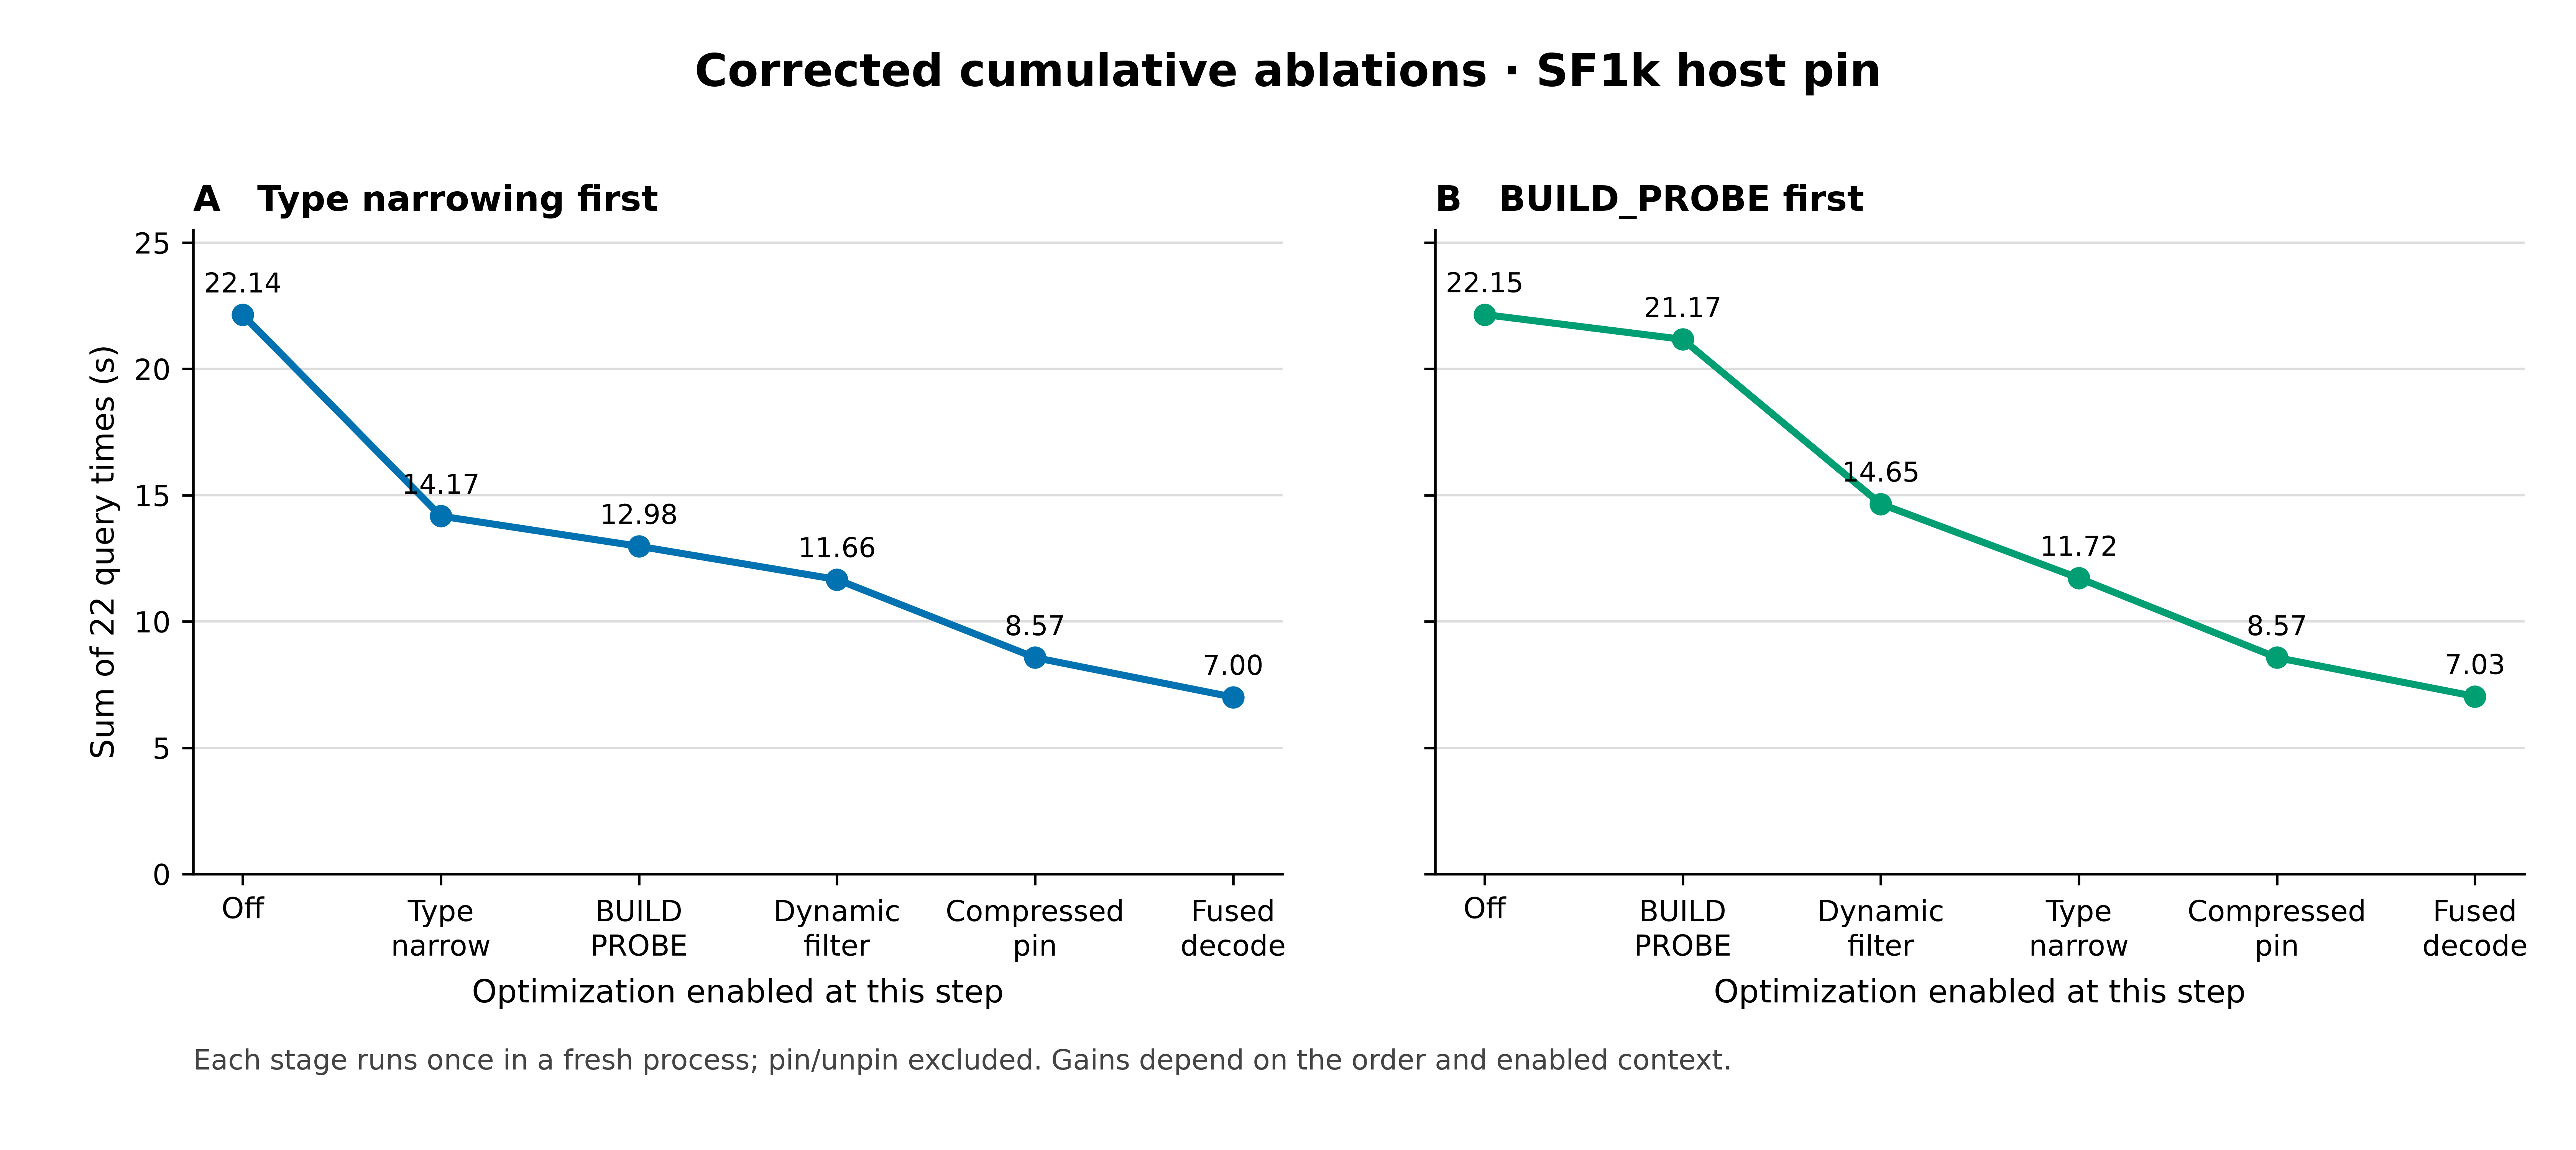 Corrected cumulative ablations · SF1k host pin
A Type narrowing first
Sum of 22 query times (s)
25
20
15
10
5
0
22.14
14.17
12.98
11.66
8.57
7.00
Off
Type
narrow
BUILD
PROBE
Dynamic
filter
Compressed
pin
Fused
decode
Optimization enabled at this step
B BUILD_PROBE first
22.15
21.17
14.65
11.72
8.57
7.03
Off
BUILD
PROBE
Dynamic
filter
Type
narrow
Compressed
pin
Fused
decode
Optimization enabled at this step
Each stage runs once in a fresh process; pin/unpin excluded. Gains depend on the order and enabled context.